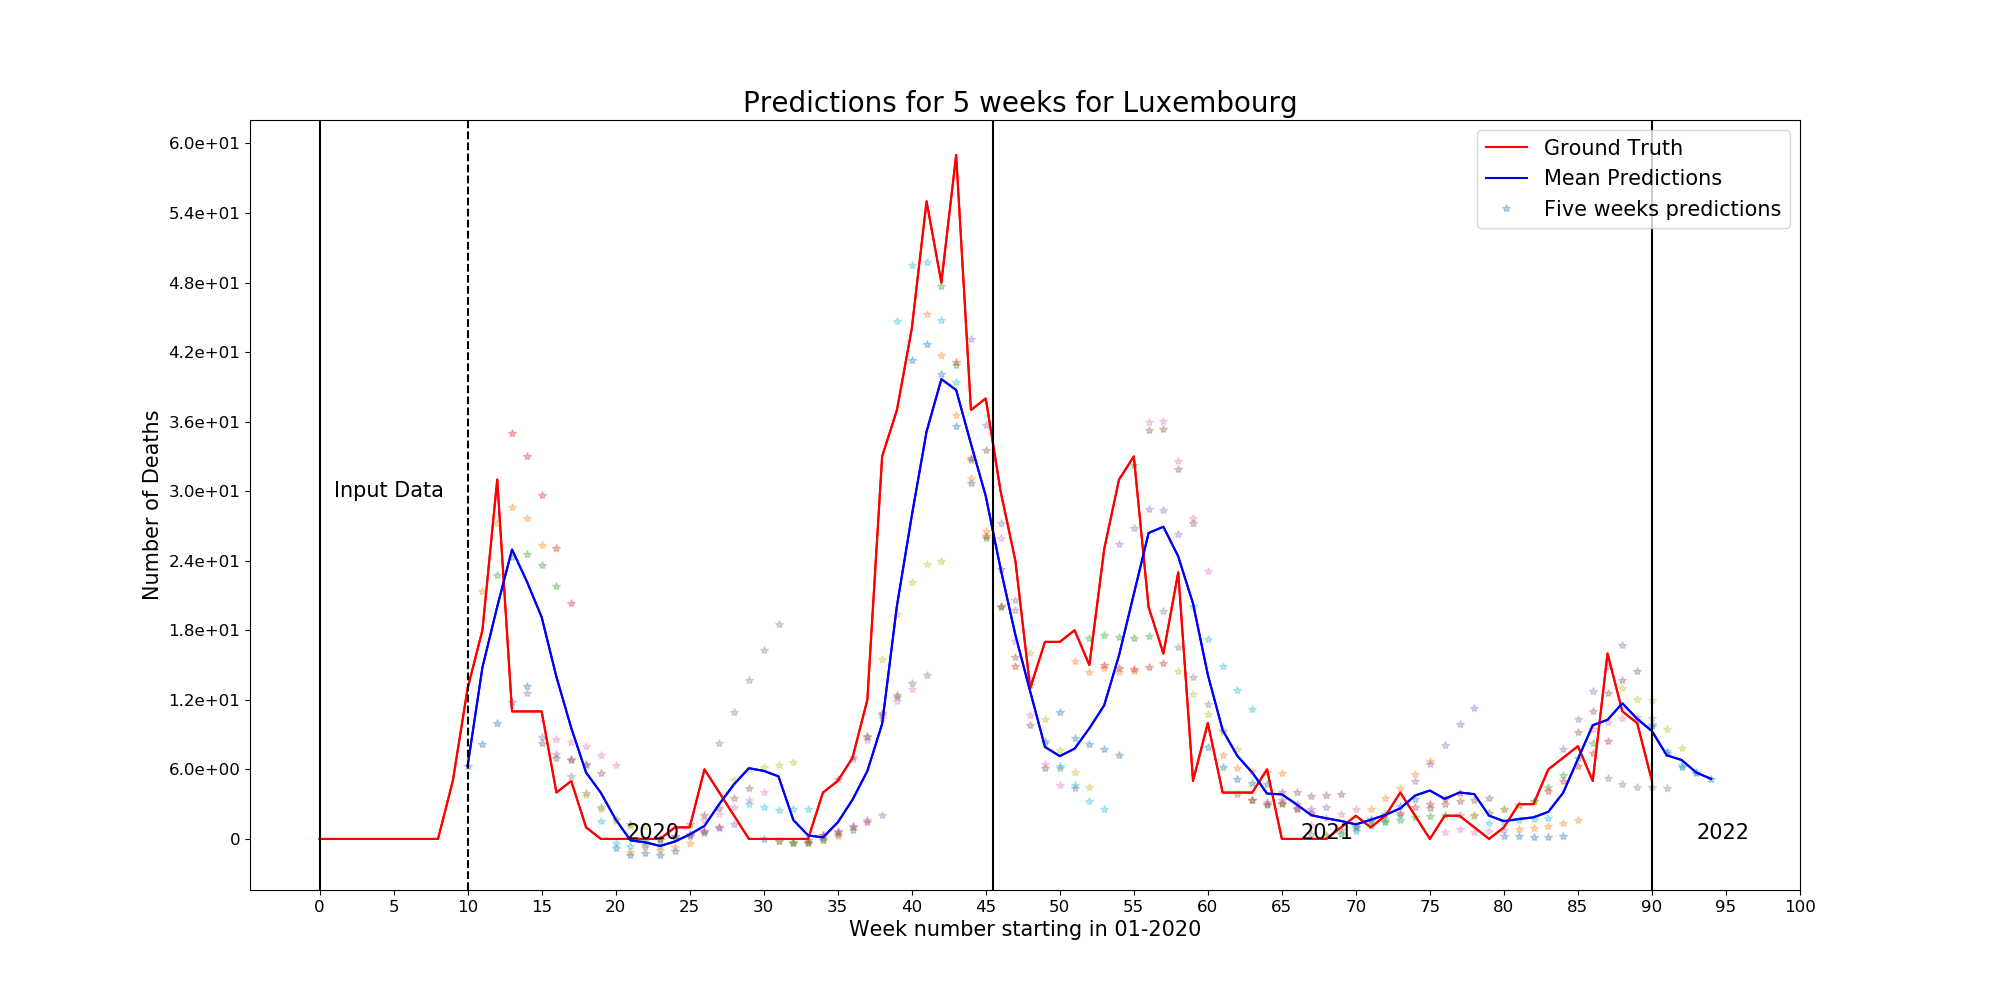 Predictions for 5 weeks for Luxembourg
Ground Truth
Mean Predictions
Five weeks predictions
6.0e+01
5.4e+01
4.8e+01
4.2e+01
3.6e+01
3.0e+01
2.4e+01
1.8e+01
1.2e+01
6.0e+00
0
Number of Deaths
Input Data
2020
2021
2022
0 5 10 15 20 25 30 35 40 45 50 55 60 65 70 75 80 85 90 95 100
Week number starting in 01-2020